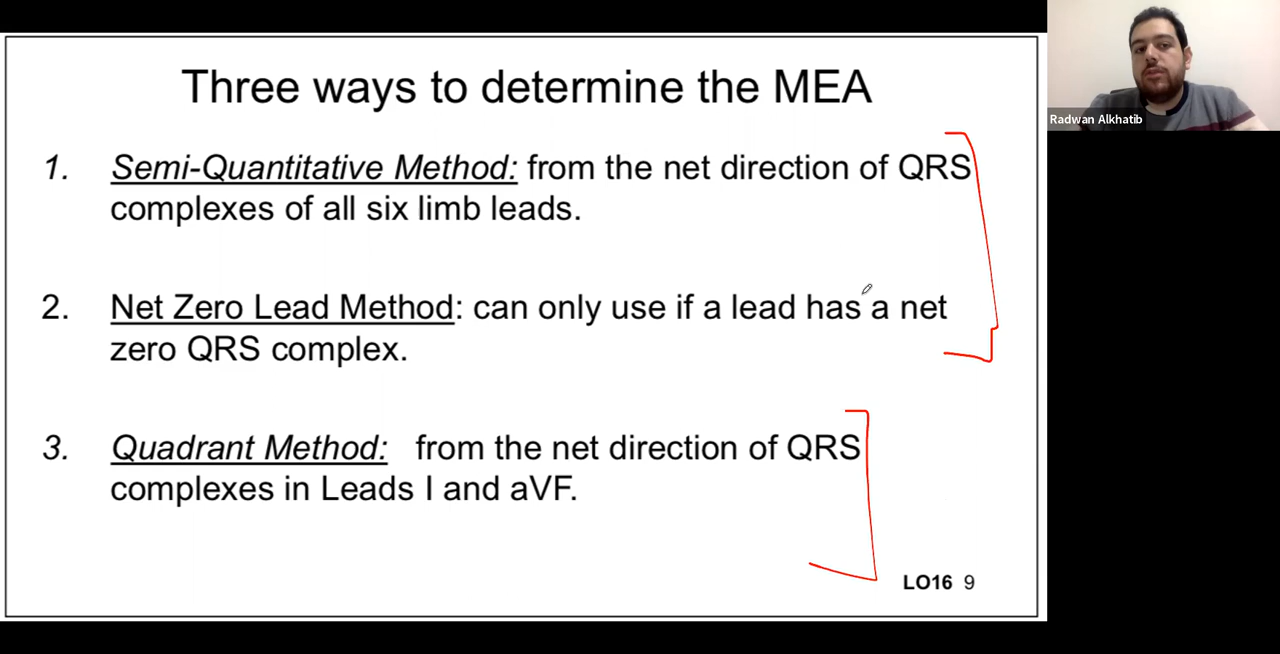 Three ways to determine the MEA
Radwan Alkhatib
1. Semi-Quantitative Method: from the net direction of QRS
complexes of all six limb leads.
2. Net Zero Lead Method: can only use if a lead has a net
zero QRS complex.
3. Quadrant Method: from the net direction of QRS
complexes in Leads I and aVF.
LO16 9